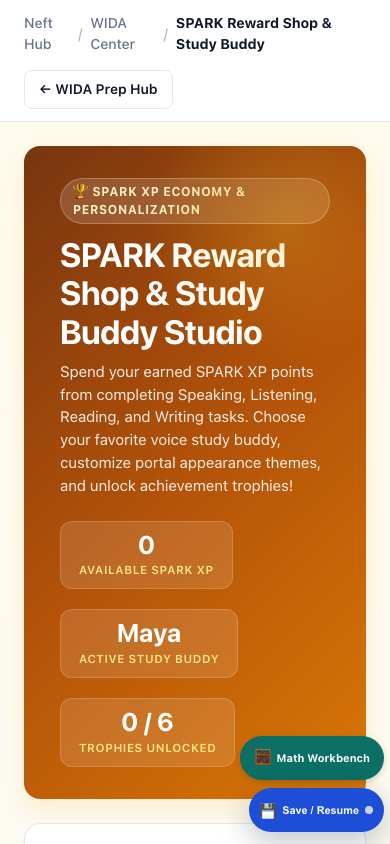 Neft Hub / WIDA Center / SPARK Reward Shop & Study Buddy
← WIDA Prep Hub
🏆 SPARK XP ECONOMY &
PERSONALIZATION
SPARK Reward
Shop & Study
Buddy Studio
Spend your earned SPARK XP points
from completing Speaking, Listening,
Reading, and Writing tasks. Choose
your favorite voice study buddy,
customize portal appearance themes,
and unlock achievement trophies!
0
AVAILABLE SPARK XP
Maya
ACTIVE STUDY BUDDY
0 / 6
TROPHIES UNLOCKED
🧰 Math Workbench
💾 Save / Resume